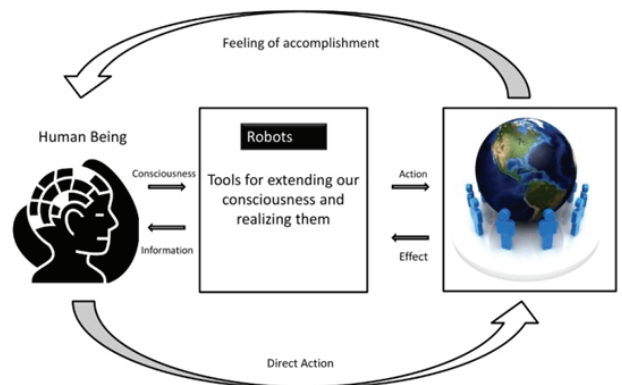 Feeling of accomplishment
Human Being
Robots
Consciousness
Action
Tools for extending our
consciousness and
realizing them
Information
Effect
Direct Action